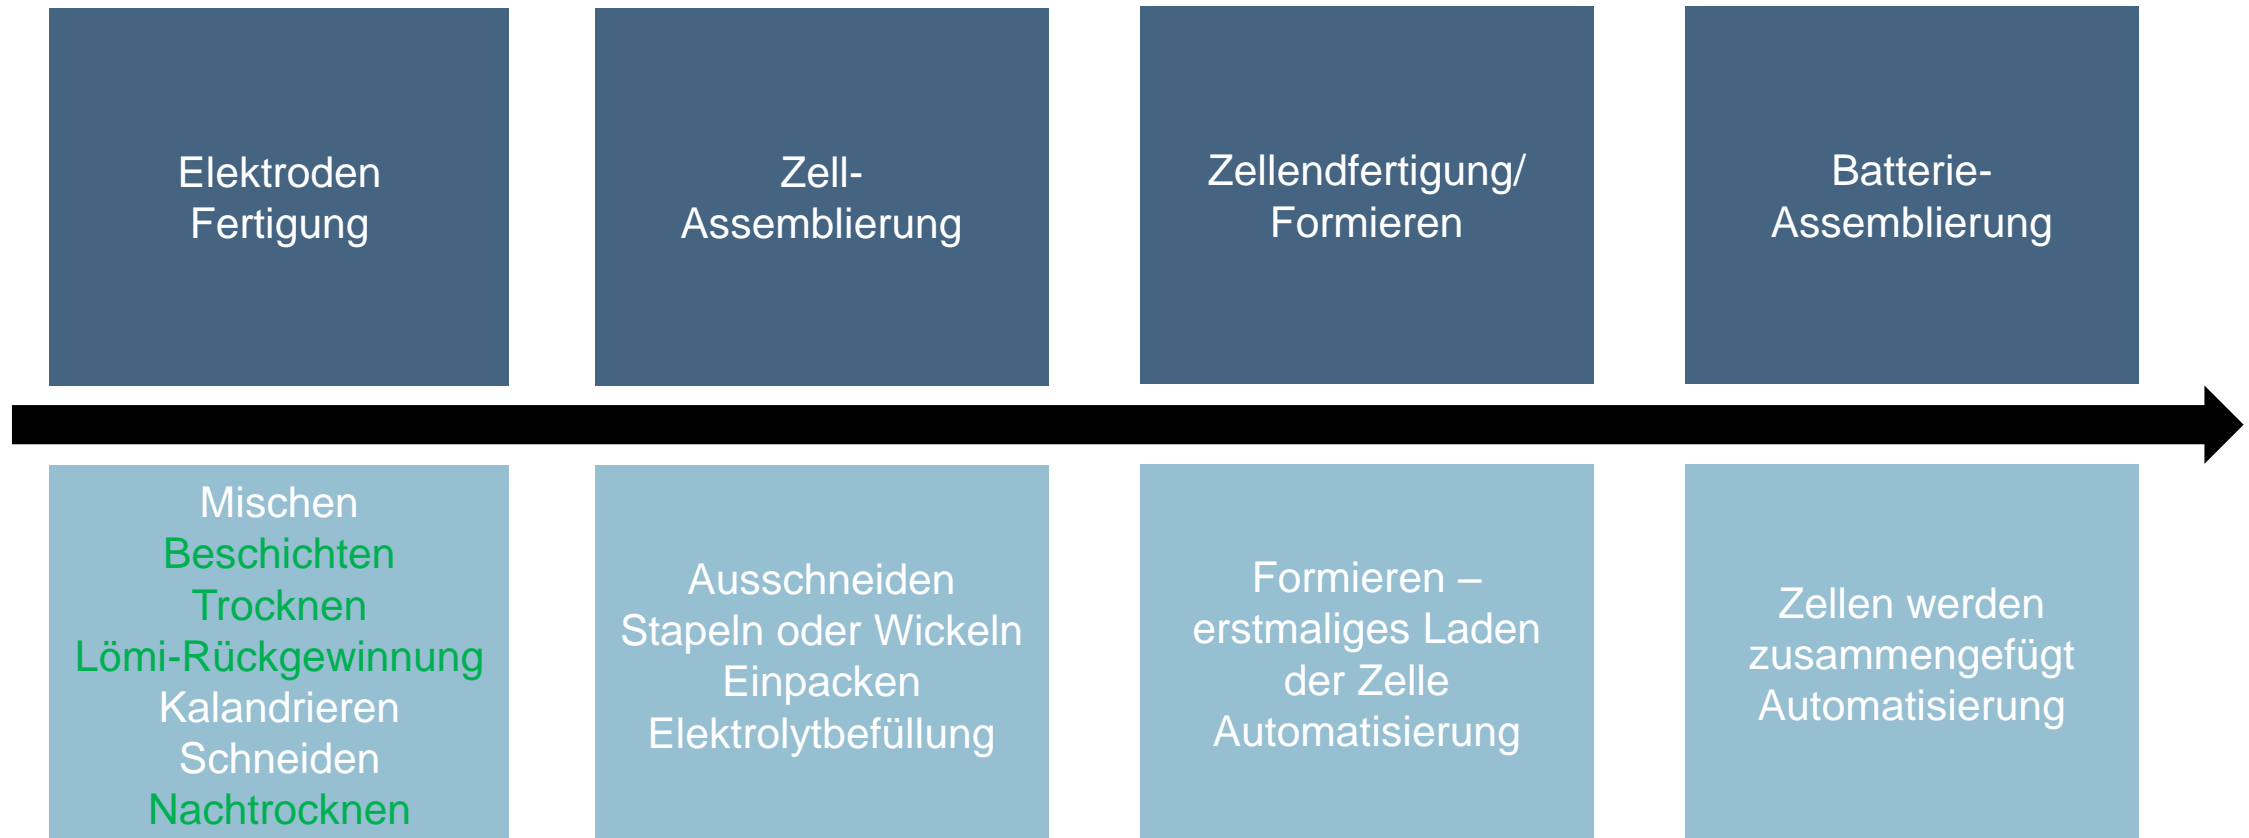 Elektroden
Fertigung
Zell-
Assemblierung
Zellendfertigung/
Formieren
Batterie-
Assemblierung
Mischen
Beschichten
Trocknen
Lömi-Rückgewinnung
Kalandrieren
Schneiden
Nachtrocknen
Ausschneiden
Stapeln oder Wickeln
Einpacken
Elektrolytbefüllung
Formieren –
erstmaliges Laden
der Zelle
Automatisierung
Zellen werden
zusammengefügt
Automatisierung